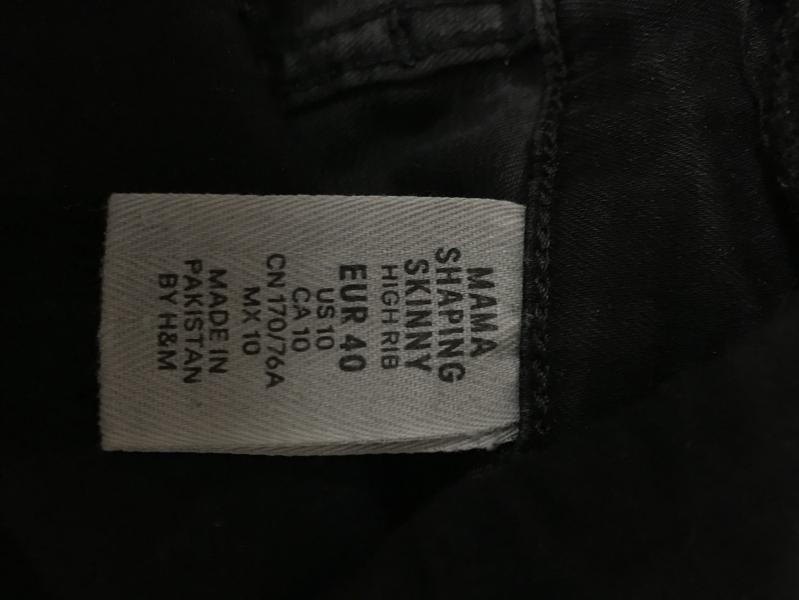 MAMA
SHAPING
SKINNY
HIGH RIB
EUR 40
US 10
CA 10
CN 170/76A
MX 10
MADE IN
PAKISTAN
BY H&M